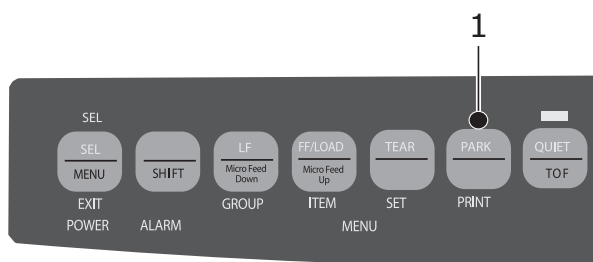 1
SEL
SEL
MENU
SHIFT
LF
Micro Feed
Down
FF/LOAD
Micro Feed
Up
TEAR
PARK
QUIET
TOF
EXIT
GROUP
ITEM
SET
PRINT
POWER
ALARM
MENU